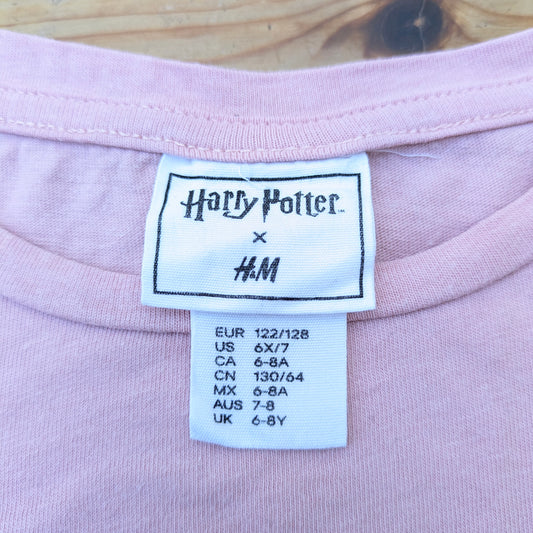 Harry Potter™
x
H&M
EUR 122/128
US 6X/7
CA 6-8A
CN 130/64
MX 6-8A
AUS 7-8
UK 6-8Y